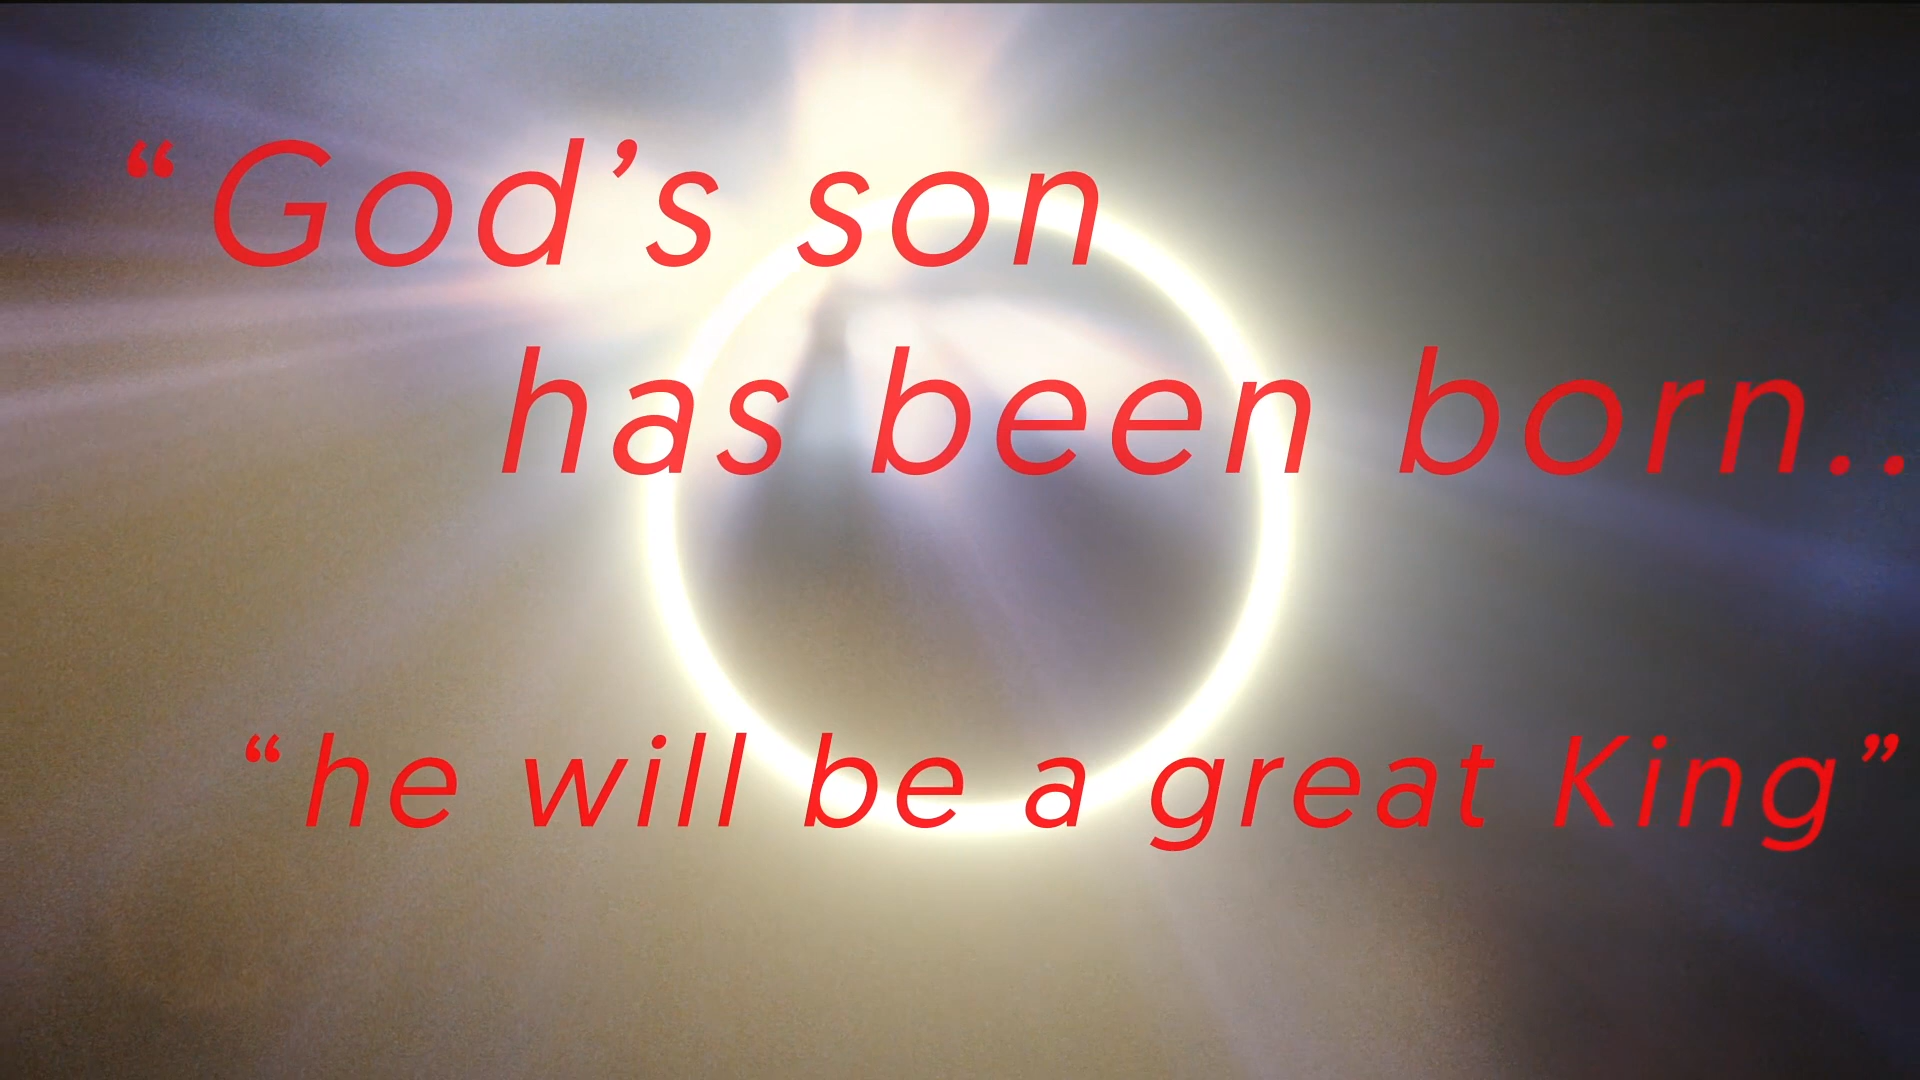 “God’s son
has been born..
“he will be a great King”